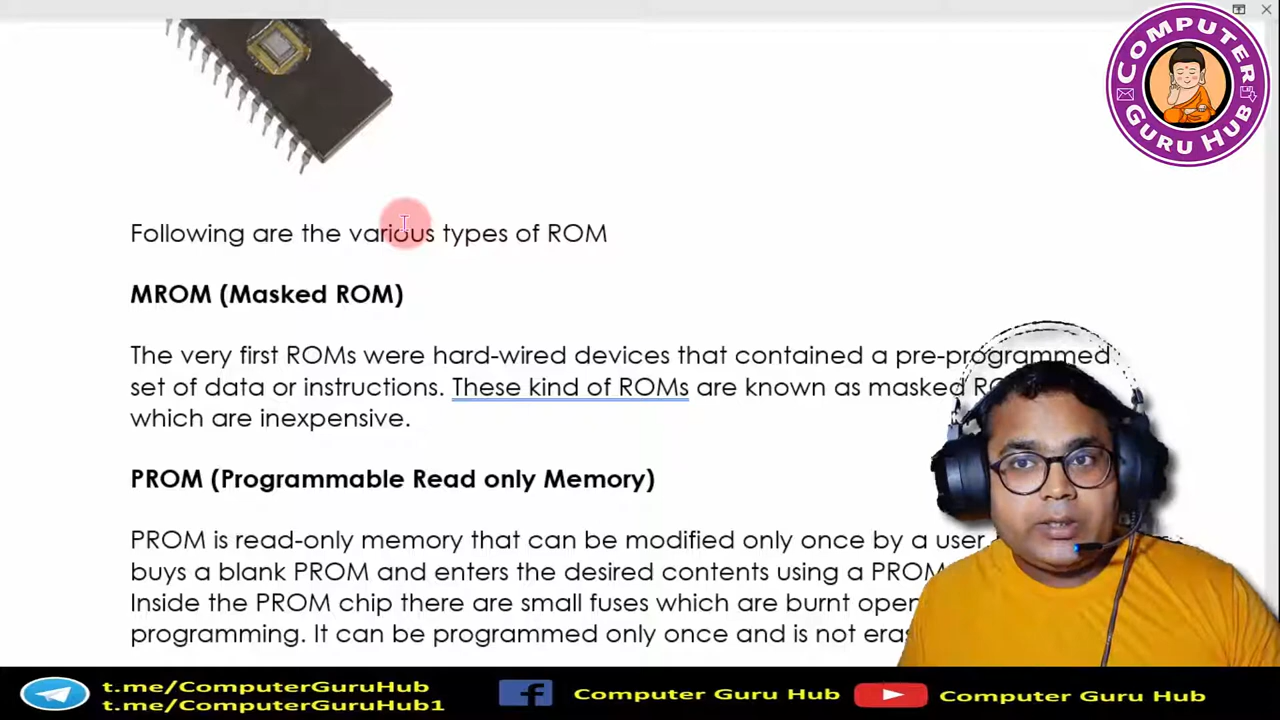 COMPUTER
GURU HUB
Following are the various types of ROM
MROM (Masked ROM)
The very first ROMs were hard-wired devices that contained a pre-programmed
set of data or instructions. These kind of ROMs are known as masked
which are inexpensive.
PROM (Programmable Read only Memory)
PROM is read-only memory that can be modified only once by a user
buys a blank PROM and enters the desired contents using a PROM
Inside the PROM chip there are small fuses which are burnt open
programming. It can be programmed only once and is not
t.me/ComputerGuruHub
t.me/ComputerGuruHub1
Computer Guru Hub
Computer Guru Hub